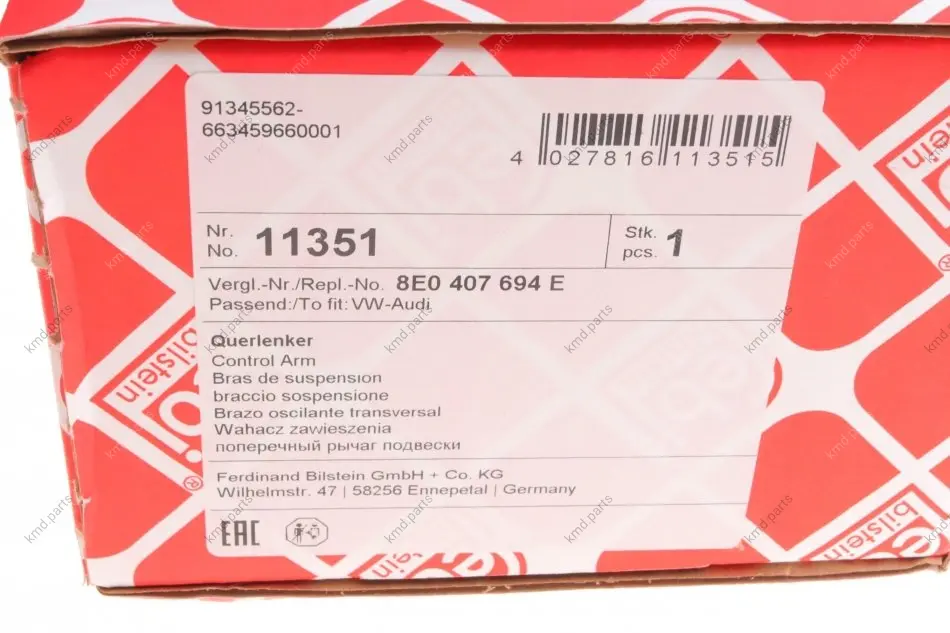 91345562-
663459660001
4 027816 113515
Nr.
No. 11351
Stk.
pcs. 1
Vergl.-Nr./Repl.-No. 8E0 407 694 E
Passend:/To fit: VW-Audi
Querlenker
Control Arm
Bras de suspension
braccio sospensione
Brazo oscilante transversal
Wahacz zawieszenia
поперечный рычаг подвески
Ferdinand Bilstein GmbH + Co. KG
Wilhelmstr. 47 | 58256 Ennepetal | Germany
EAC
bilstein
bilstein
kmd.parts